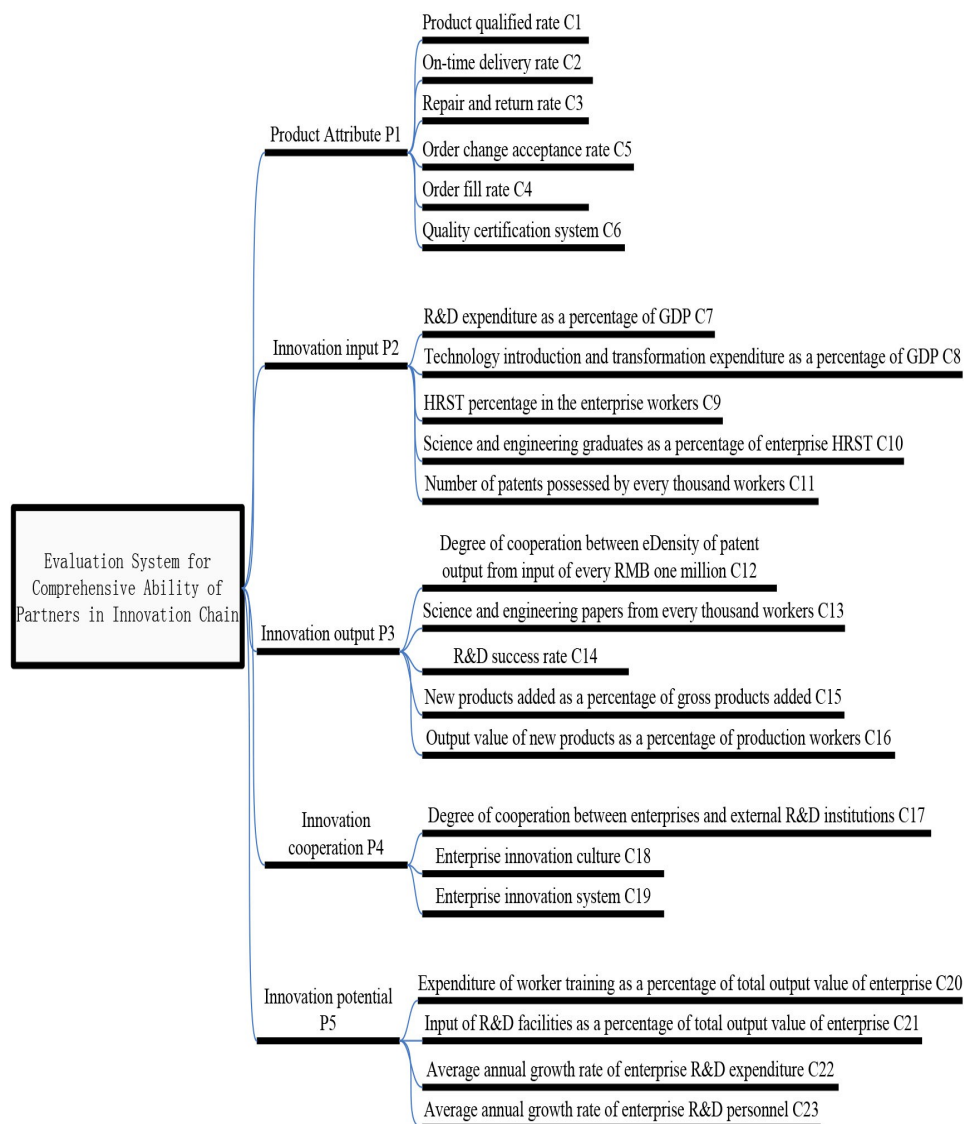 Product qualified rate C1
On-time delivery rate C2
Repair and return rate C3
Product Attribute P1
Order change acceptance rate C5
Order fill rate C4
Quality certification system C6
R&D expenditure as a percentage of GDP C7
Innovation input P2
Technology introduction and transformation expenditure as a percentage of GDP C8
HRST percentage in the enterprise workers C9
Science and engineering graduates as a percentage of enterprise HRST C10
Number of patents possessed by every thousand workers C11
Evaluation System for
Comprehensive Ability of
Partners in Innovation Chain
Degree of cooperation between eDensity of patent
output from input of every RMB one million C12
Science and engineering papers from every thousand workers C13
Innovation output P3
R&D success rate C14
New products added as a percentage of gross products added C15
Output value of new products as a percentage of production workers C16
Innovation
cooperation P4
Degree of cooperation between enterprises and external R&D institutions C17
Enterprise innovation culture C18
Enterprise innovation system C19
Innovation potential
P5
Expenditure of worker training as a percentage of total output value of enterprise C20
Input of R&D facilities as a percentage of total output value of enterprise C21
Average annual growth rate of enterprise R&D expenditure C22
Average annual growth rate of enterprise R&D personnel C23